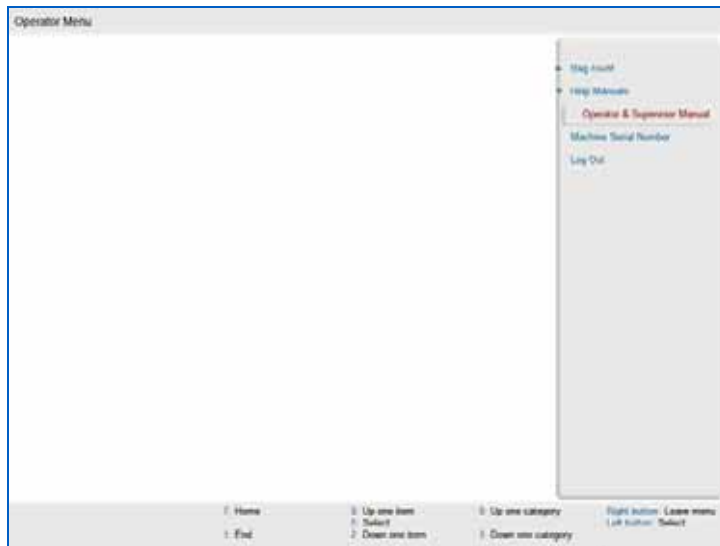 Operator Menu
Bag count
Help Manuals
Operator & Supervisor Manual
Machine Serial Number
Log Out
7 Home 8 Up one item 9 Up one category Right button Leave menu
5 Select Left button Select
1 End 2 Down one item 3 Down one category